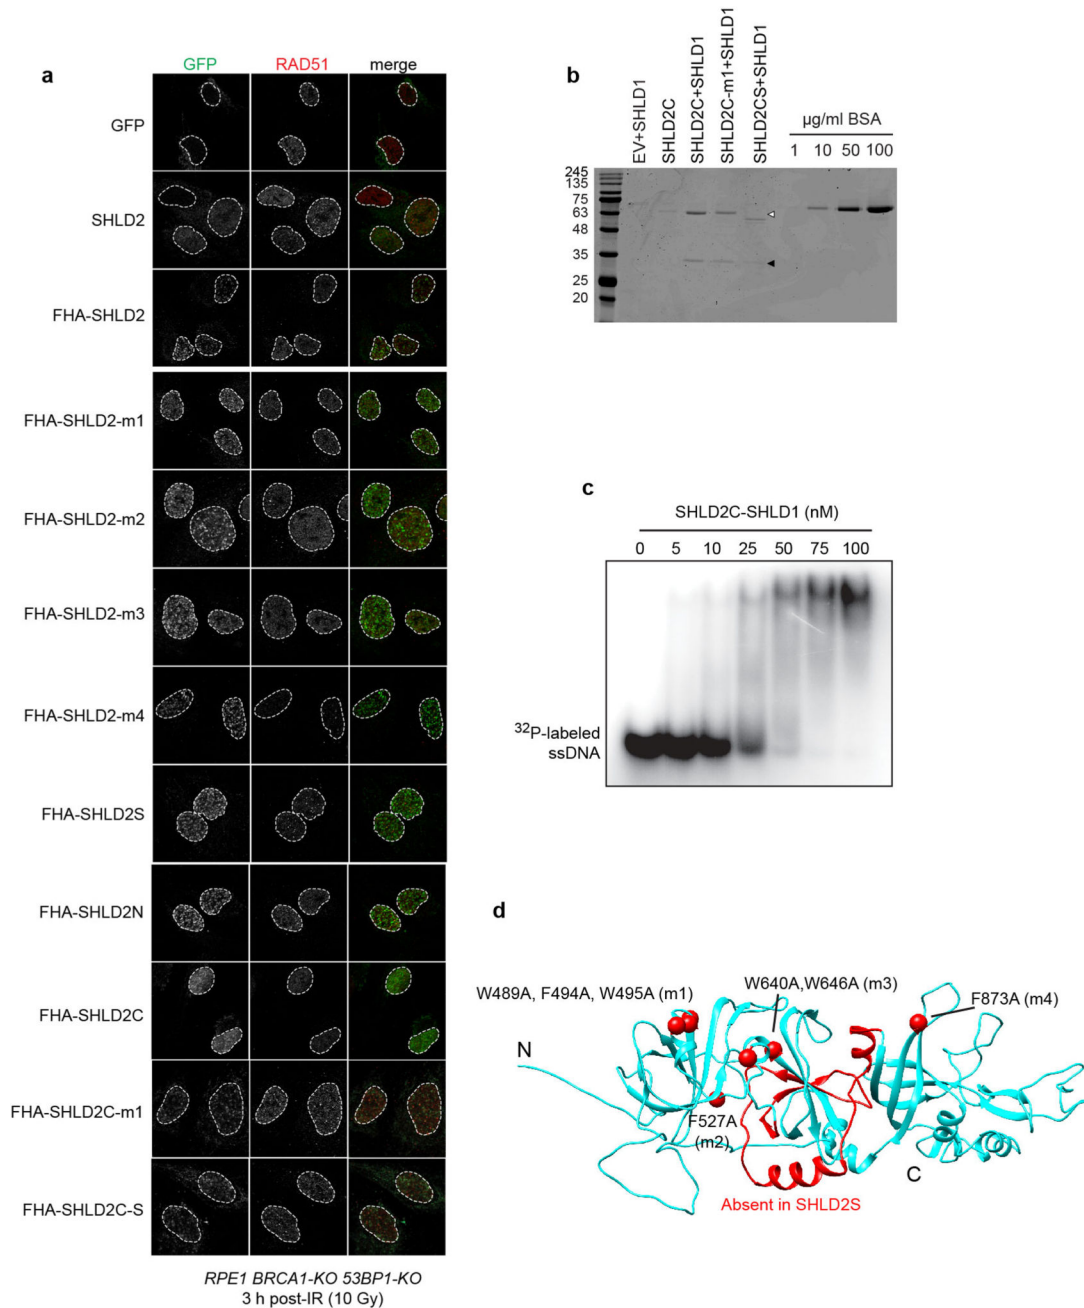 a
GFP RAD51 merge
GFP
SHLD2
FHA-SHLD2
FHA-SHLD2-m1
FHA-SHLD2-m2
FHA-SHLD2-m3
FHA-SHLD2-m4
FHA-SHLD2S
FHA-SHLD2N
FHA-SHLD2C
FHA-SHLD2C-m1
FHA-SHLD2C-S
RPE1 BRCA1-KO 53BP1-KO
3 h post-IR (10 Gy)
b
EV+SHLD1
SHLD2C
SHLD2C+SHLD1
SHLD2C-m1+SHLD1
SHLD2CS+SHLD1
µg/ml BSA
1 10 50 100
245
135
75
63
48
35
25
20
c
SHLD2C-SHLD1 (nM)
0 5 10 25 50 75 100
³²P-labeled
ssDNA
d
W489A, F494A, W495A (m1)
W640A,W646A (m3)
F873A (m4)
N
F527A
(m2)
C
Absent in SHLD2S